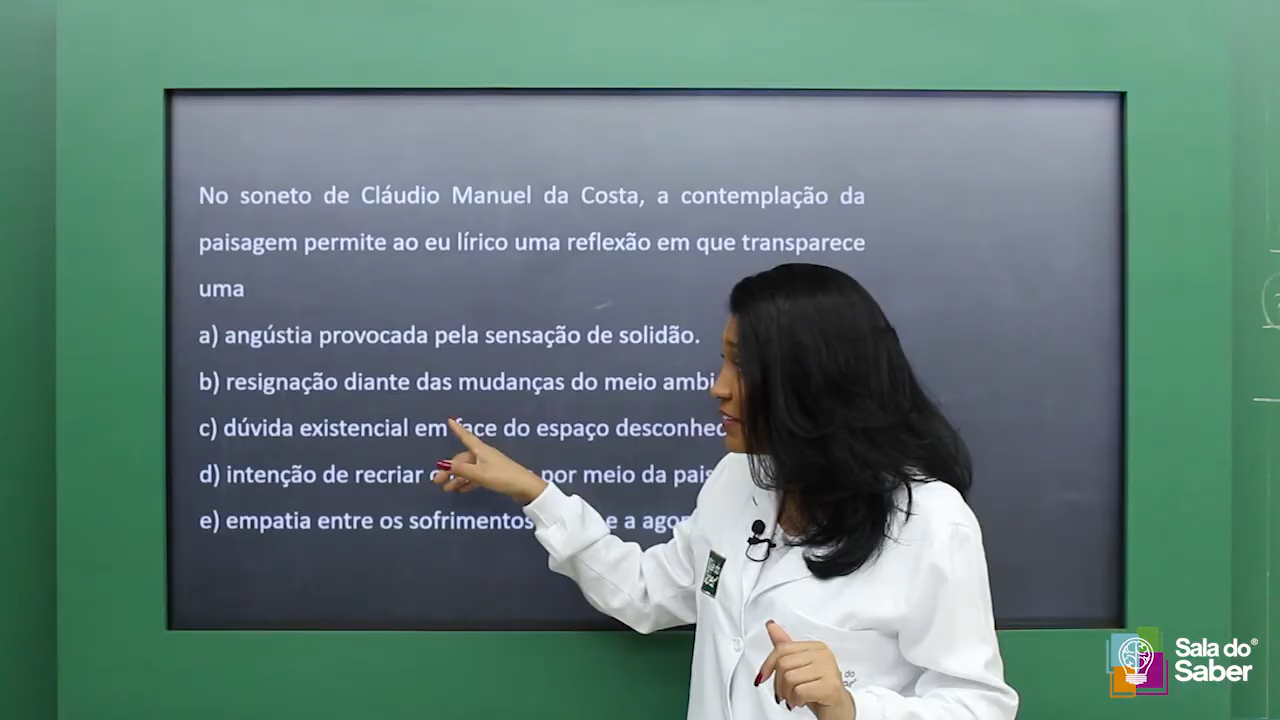 No soneto de Cláudio Manuel da Costa, a contemplação da
paisagem permite ao eu lírico uma reflexão em que transparece
uma
a) angústia provocada pela sensação de solidão.
b) resignação diante das mudanças do meio
c) dúvida existencial em face do espaço
d) intenção de recriar por meio da
e) empatia entre os sofrimentos e a
Sala do
Saber®